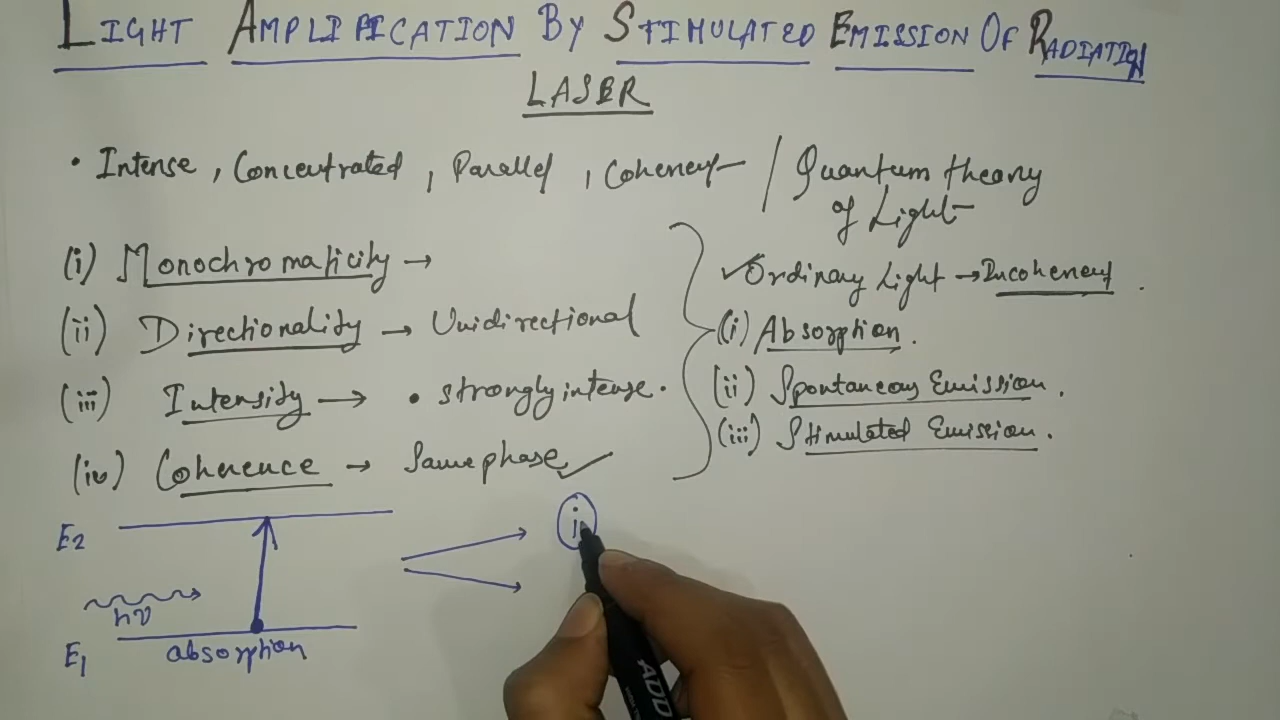 LIGHT AMPLIFICATION BY STIMULATED EMISSION OF RADIATION
LASER
• Intense, Concentrated, Parallel, Coherent / Quantum theory
of Light
(i) Monochromaticity →
(ii) Directionality → Unidirectional
(iii) Intensity → • strongly intense.
(iv) Coherence → Same phase ✓
✓Ordinary Light → Incoherent.
(i) Absorption.
(ii) Spontaneous Emission.
(iii) Stimulated Emission.
E2
hν
E1
absorption
i
ADD